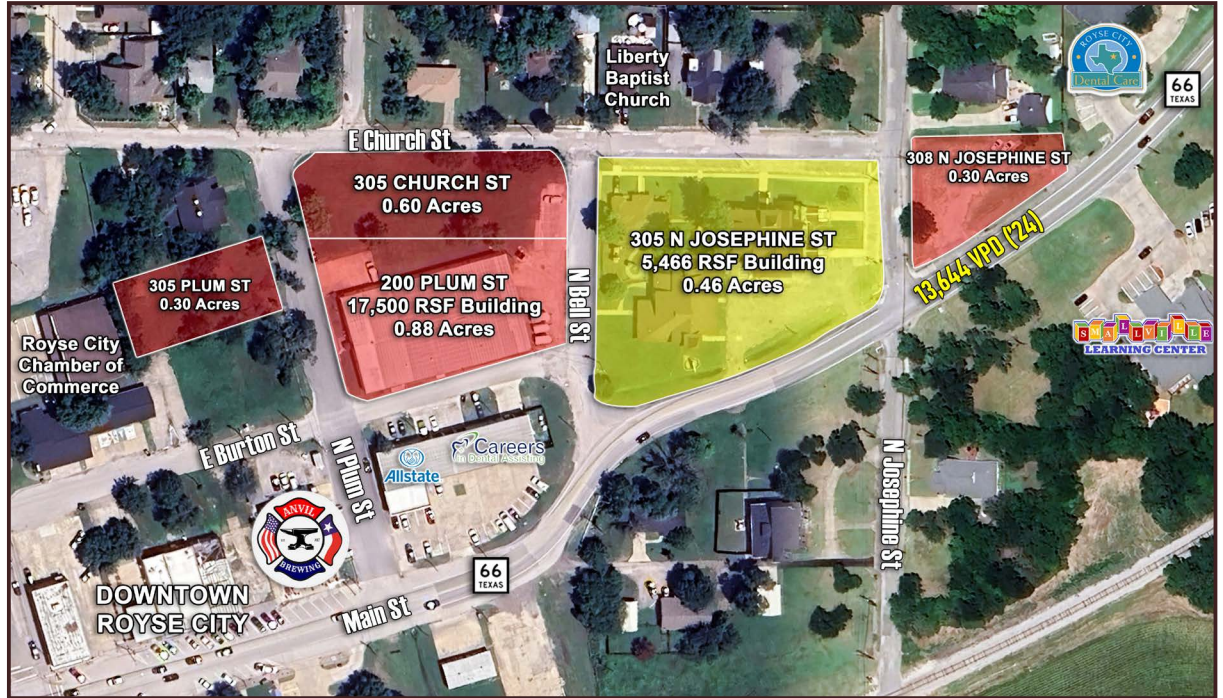 ROYSE CITY
Dental Care
66
TEXAS
Liberty
Baptist
Church
E Church St
305 CHURCH ST
0.60 Acres
308 N JOSEPHINE ST
0.30 Acres
305 N JOSEPHINE ST
5,466 RSF Building
0.46 Acres
13,644 VPD ('24)
305 PLUM ST
0.30 Acres
200 PLUM ST
17,500 RSF Building
0.88 Acres
N Bell St
SMALLVILLE
LEARNING CENTER
Royse City
Chamber of
Commerce
E Burton St
N Plum St
Allstate
Careers
In Dental Assisting
N Josephine St
ANVIL
BREWING
66
TEXAS
DOWNTOWN
ROYSE CITY
Main St